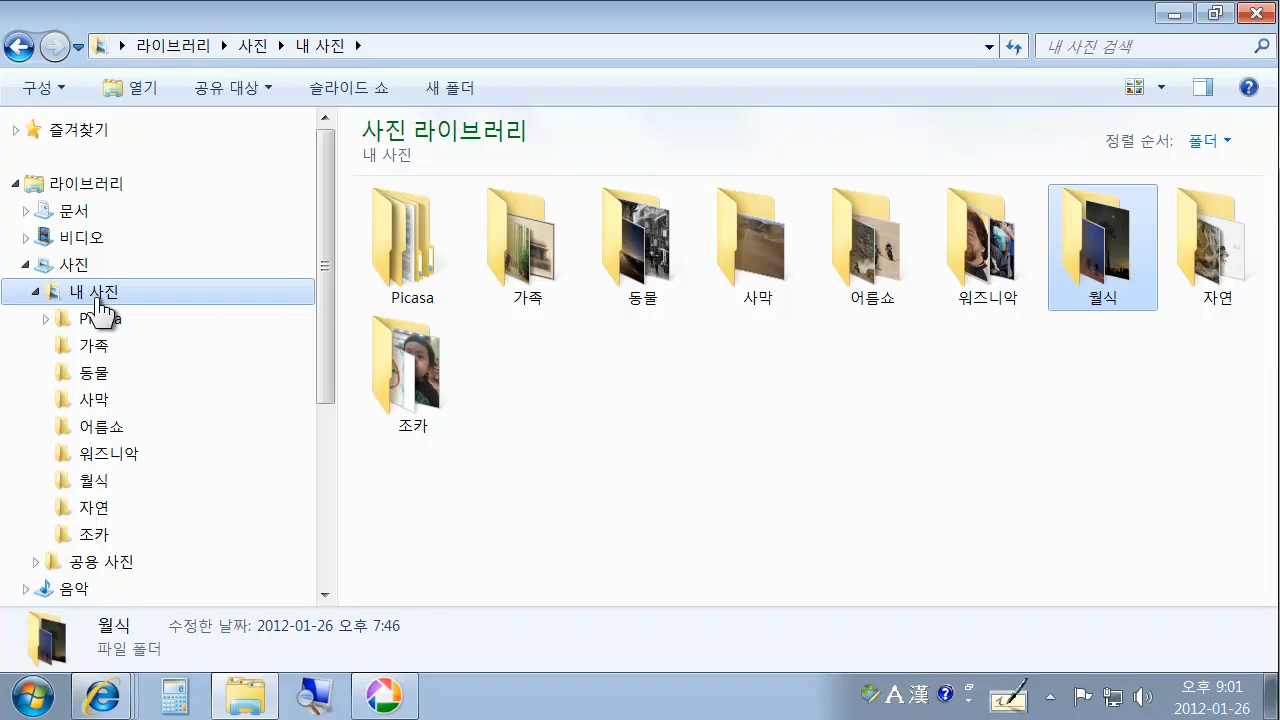 라이브러리 사진 내 사진
내 사진 검색
구성 열기 공유 대상 슬라이드 쇼 새 폴더
즐겨찾기
라이브러리
문서
비디오
사진
내 사진
가족
동물
사막
어름쇼
워즈니악
월식
자연
조카
공용 사진
음악
사진 라이브러리
내 사진
정렬 순서: 폴더
Picasa 가족 동물 사막 어름쇼 워즈니악 월식 자연
조카
월식 수정한 날짜: 2012-01-26 오후 7:46
파일 폴더
A 漢
오후 9:01
2012-01-26